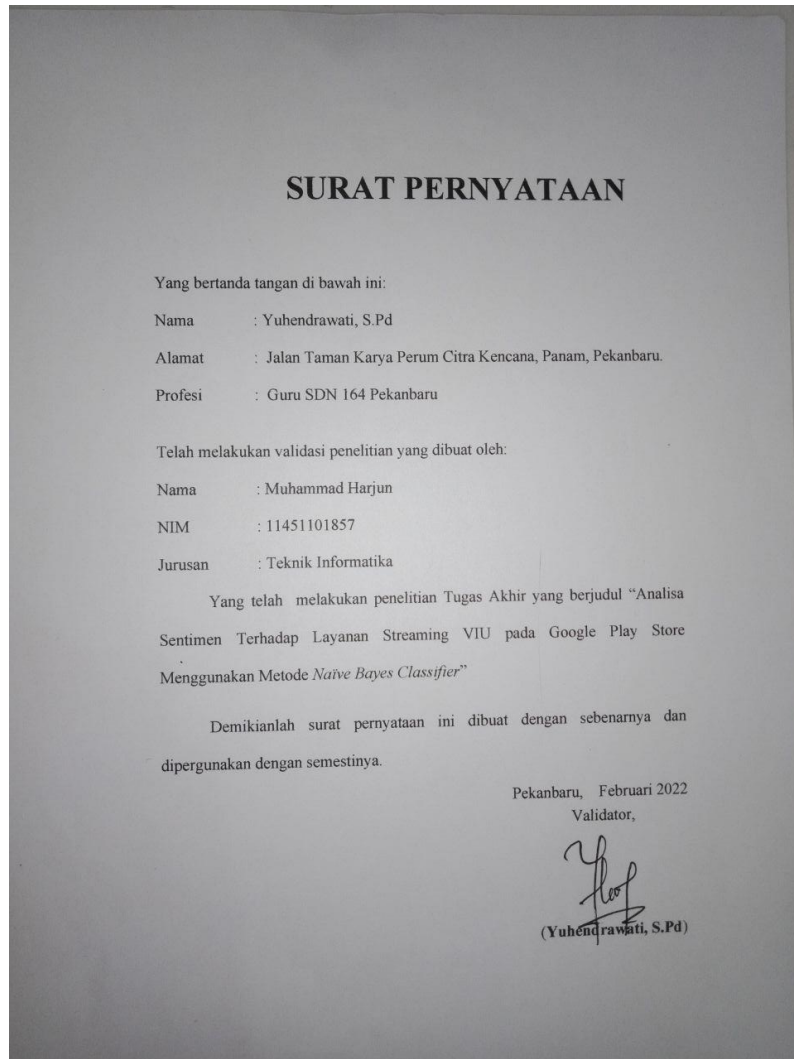 SURAT PERNYATAAN
Yang bertanda tangan di bawah ini:
Nama : Yuhendrawati, S.Pd
Alamat : Jalan Taman Karya Perum Citra Kencana, Panam, Pekanbaru.
Profesi : Guru SDN 164 Pekanbaru
Telah melakukan validasi penelitian yang dibuat oleh:
Nama : Muhammad Harjun
NIM : 11451101857
Jurusan : Teknik Informatika
Yang telah melakukan penelitian Tugas Akhir yang berjudul “Analisa
Sentimen Terhadap Layanan Streaming VIU pada Google Play Store
Menggunakan Metode Naïve Bayes Classifier”
Demikianlah surat pernyataan ini dibuat dengan sebenarnya dan
dipergunakan dengan semestinya.
Pekanbaru, Februari 2022
Validator,
(Yuhendrawati, S.Pd)